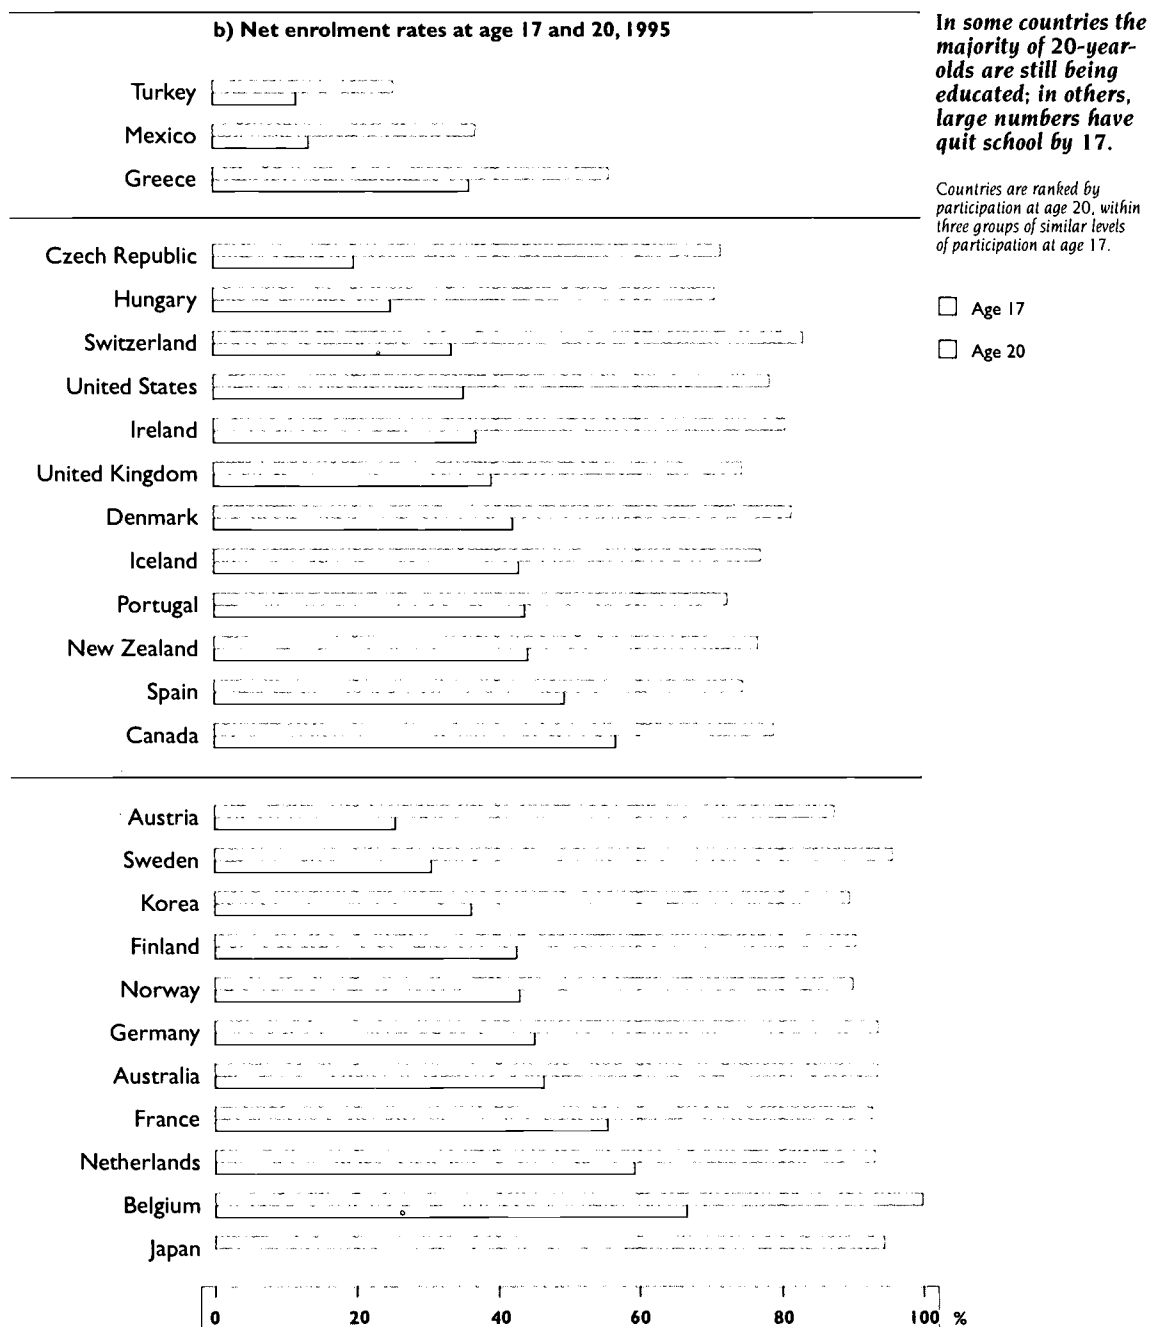 b) Net enrolment rates at age 17 and 20, 1995
In some countries the
majority of 20-year-
olds are still being
educated; in others,
large numbers have
quit school by 17.
Countries are ranked by
participation at age 20, within
three groups of similar levels
of participation at age 17.
Age 17
Age 20
Turkey
Mexico
Greece
Czech Republic
Hungary
Switzerland
United States
Ireland
United Kingdom
Denmark
Iceland
Portugal
New Zealand
Spain
Canada
Austria
Sweden
Korea
Finland
Norway
Germany
Australia
France
Netherlands
Belgium
Japan
0 20 40 60 80 100 %